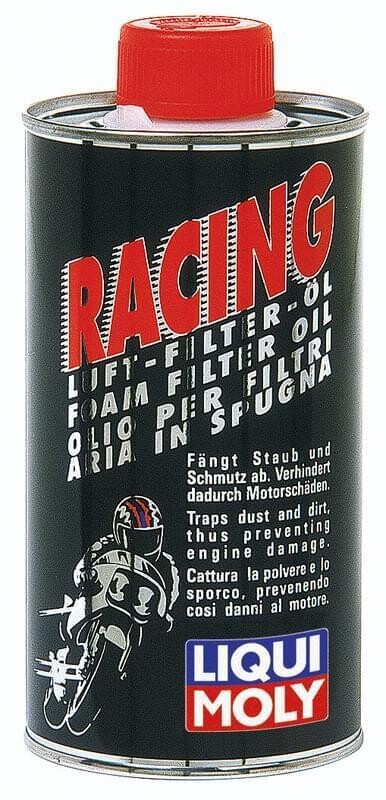 RACING
LUFT-FILTER-ÖL
FOAM FILTER OIL
OLIO PER FILTRI
ARIA IN SPUGNA
Fängt Staub und
Schmutz ab. Verhindert
dadurch Motorschäden.
Traps dust and dirt,
thus preventing
engine damage.
Cattura la polvere e lo
sporco, prevenendo
cosi danni al motore.
LIQUI
MOLY